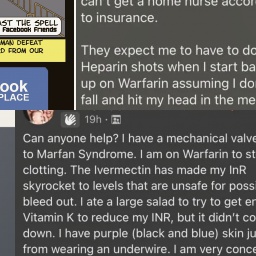 can't get a home nurse accor
to insurance.
AST THE SPELL
Facebook Friends
MAN DEFEAT
D FROM OUR
They expect me to have to do
Heparin shots when I start ba
up on Warfarin assuming I do
fall and hit my head in the me
ook
PLACE
19h
Can anyone help? I have a mechanical valve
to Marfan Syndrome. I am on Warfarin to st
clotting. The Ivermectin has made my InR
skyrocket to levels that are unsafe for poss
bleed out. I ate a large salad to try to get en
Vitamin K to reduce my INR, but it didn't co
down. I have purple (black and blue) skin ju
from wearing an underwire. I am very conce